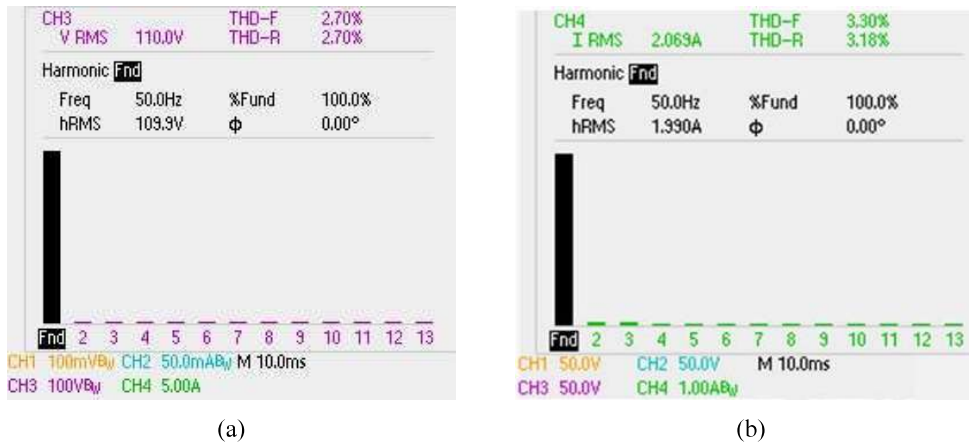 CH3 THD-F 2.70%
V RMS 110.0V THD-R 2.70%
Harmonic Fnd
Freq 50.0Hz %Fund 100.0%
hRMS 109.9V Φ 0.00°
Fnd 2 3 4 5 6 7 8 9 10 11 12 13
CH1 100mVBw CH2 50.0mABw M 10.0ms
CH3 100VBw CH4 5.00A
(a)
CH4 THD-F 3.30%
I RMS 2.069A THD-R 3.18%
Harmonic Fnd
Freq 50.0Hz %Fund 100.0%
hRMS 1.990A Φ 0.00°
Fnd 2 3 4 5 6 7 8 9 10 11 12 13
CH1 50.0V CH2 50.0V M 10.0ms
CH3 50.0V CH4 1.00ABw
(b)